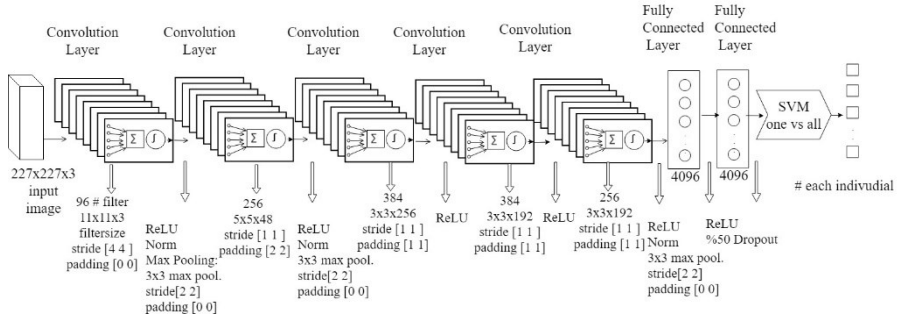 Convolution
Layer
Convolution
Layer
Convolution
Layer
Convolution
Layer
Convolution
Layer
Fully
Connected
Layer
Fully
Connected
Layer
Σ
ʃ
Σ
ʃ
Σ
ʃ
Σ
ʃ
Σ
ʃ
SVM
one vs all
227x227x3
input
image
96 # filter
11x11x3
filtersize
stride [4 4 ]
padding [0 0]
ReLU
Norm
Max Pooling:
3x3 max pool.
stride[2 2]
padding [0 0]
256
5x5x48
stride [1 1 ]
padding [2 2]
ReLU
Norm
3x3 max pool.
stride[2 2]
padding [0 0]
384
3x3x256
stride [1 1 ]
padding [1 1]
ReLU
384
3x3x192
stride [1 1 ]
padding [1 1]
ReLU
256
3x3x192
stride [1 1 ]
padding [1 1]
4096
ReLU
Norm
3x3 max pool.
stride[2 2]
padding [0 0]
4096
ReLU
%50 Dropout
# each indivudial